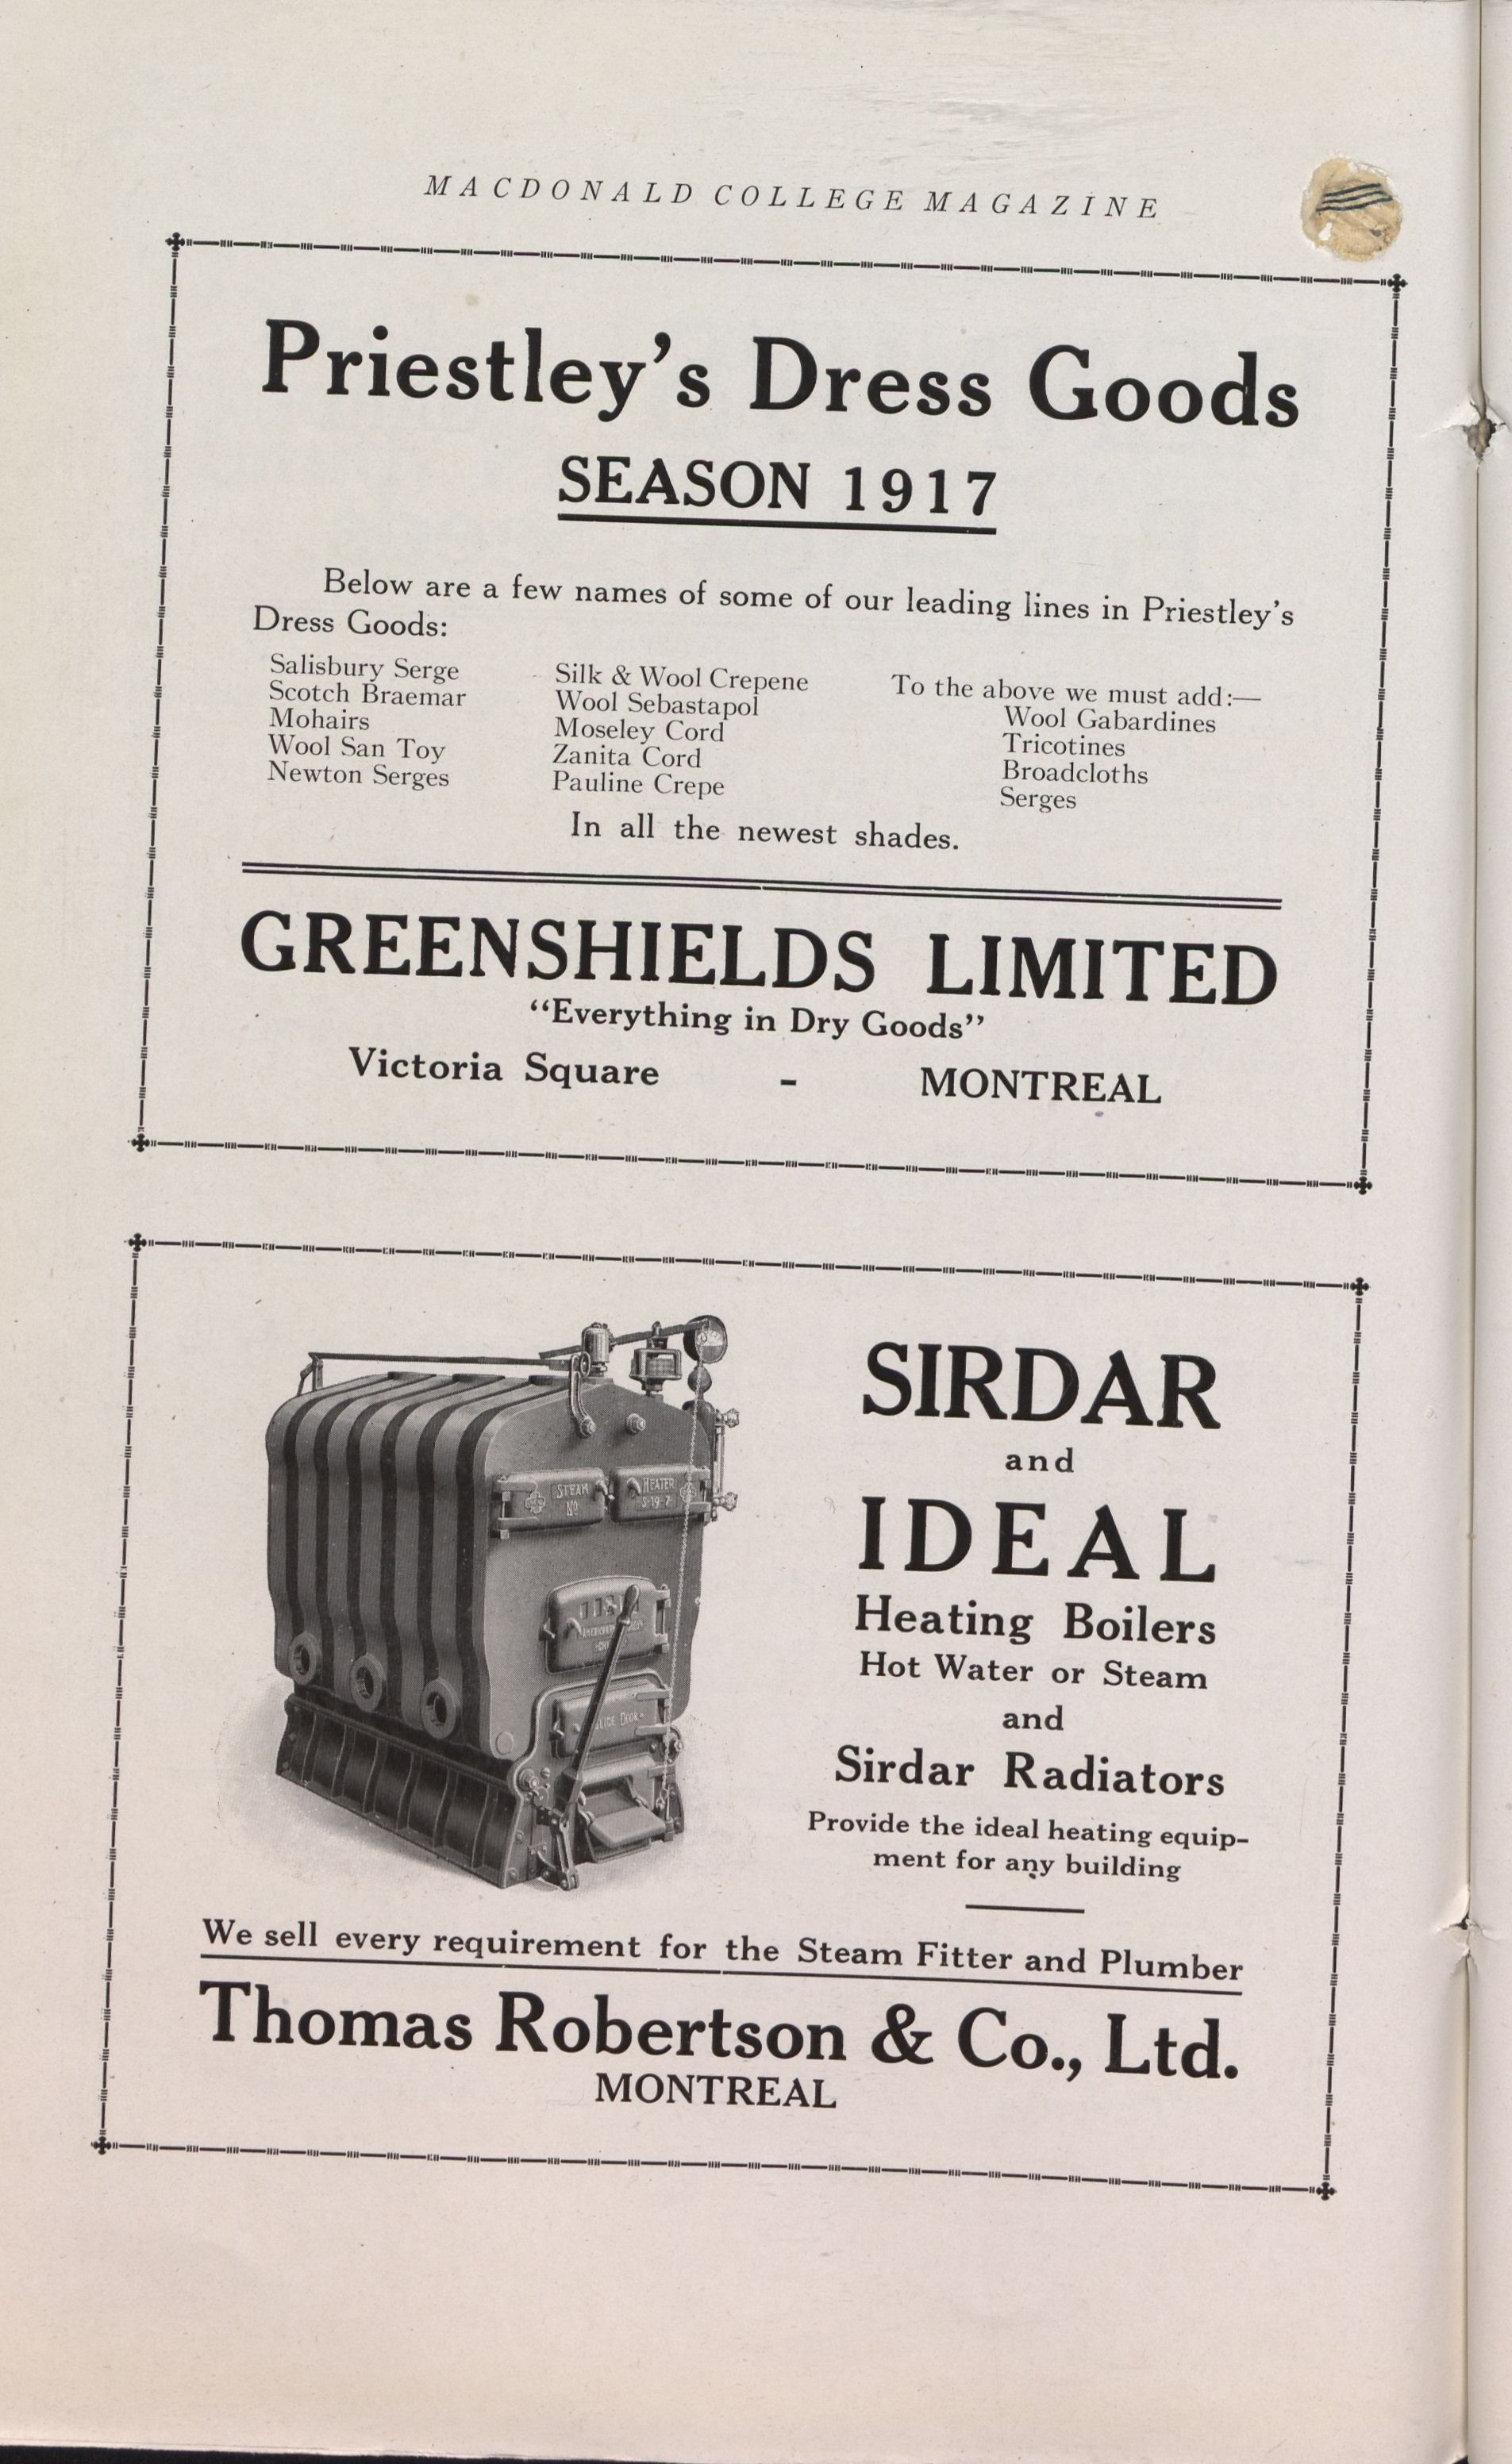 MACDONALD COLLEGE MAGAZINE
Priestley's Dress Goods
SEASON 1917
Below are a few names of some of our leading lines in Priestley's
Dress Goods:
Salisbury Serge
Scotch Braemar
Mohairs
Wool San Toy
Newton Serges
Silk & Wool Crepene
Wool Sebastapol
Moseley Cord
Zanita Cord
Pauline Crepe
To the above we must add:—
Wool Gabardines
Tricotines
Broadcloths
Serges
In all the newest shades.
GREENSHIELDS LIMITED
"Everything in Dry Goods"
Victoria Square - MONTREAL
STEAM HEATER
No S-19-7
SIRDAR
and
IDEAL
Heating Boilers
Hot Water or Steam
and
Sirdar Radiators
Provide the ideal heating equip-
ment for any building
We sell every requirement for the Steam Fitter and Plumber
Thomas Robertson & Co., Ltd.
MONTREAL